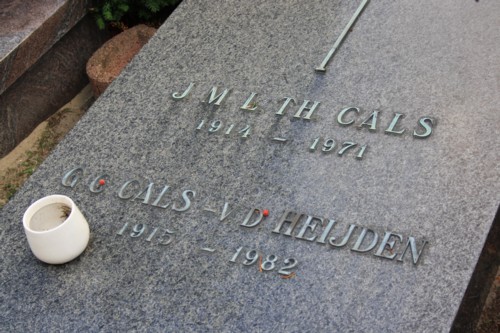 J M L TH CALS
1914 - 1971
G C CALS - V D HEIJDEN
1915 - 1982